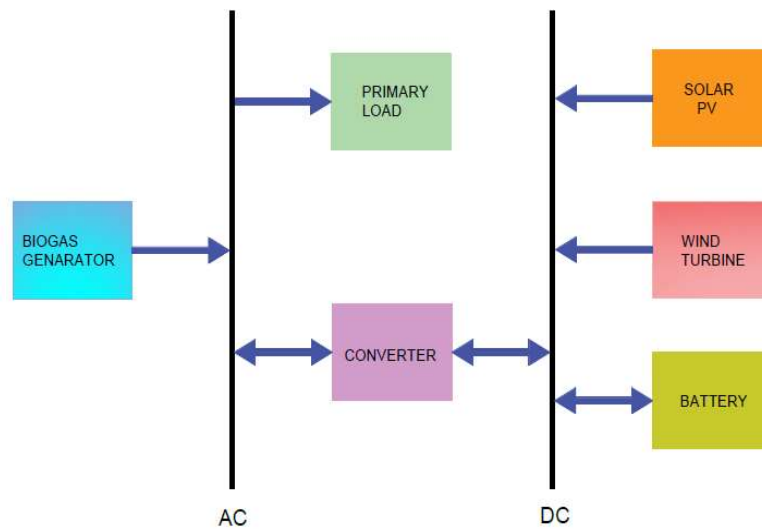 PRIMARY
LOAD
SOLAR
PV
BIOGAS
GENARATOR
WIND
TURBINE
CONVERTER
BATTERY
AC
DC